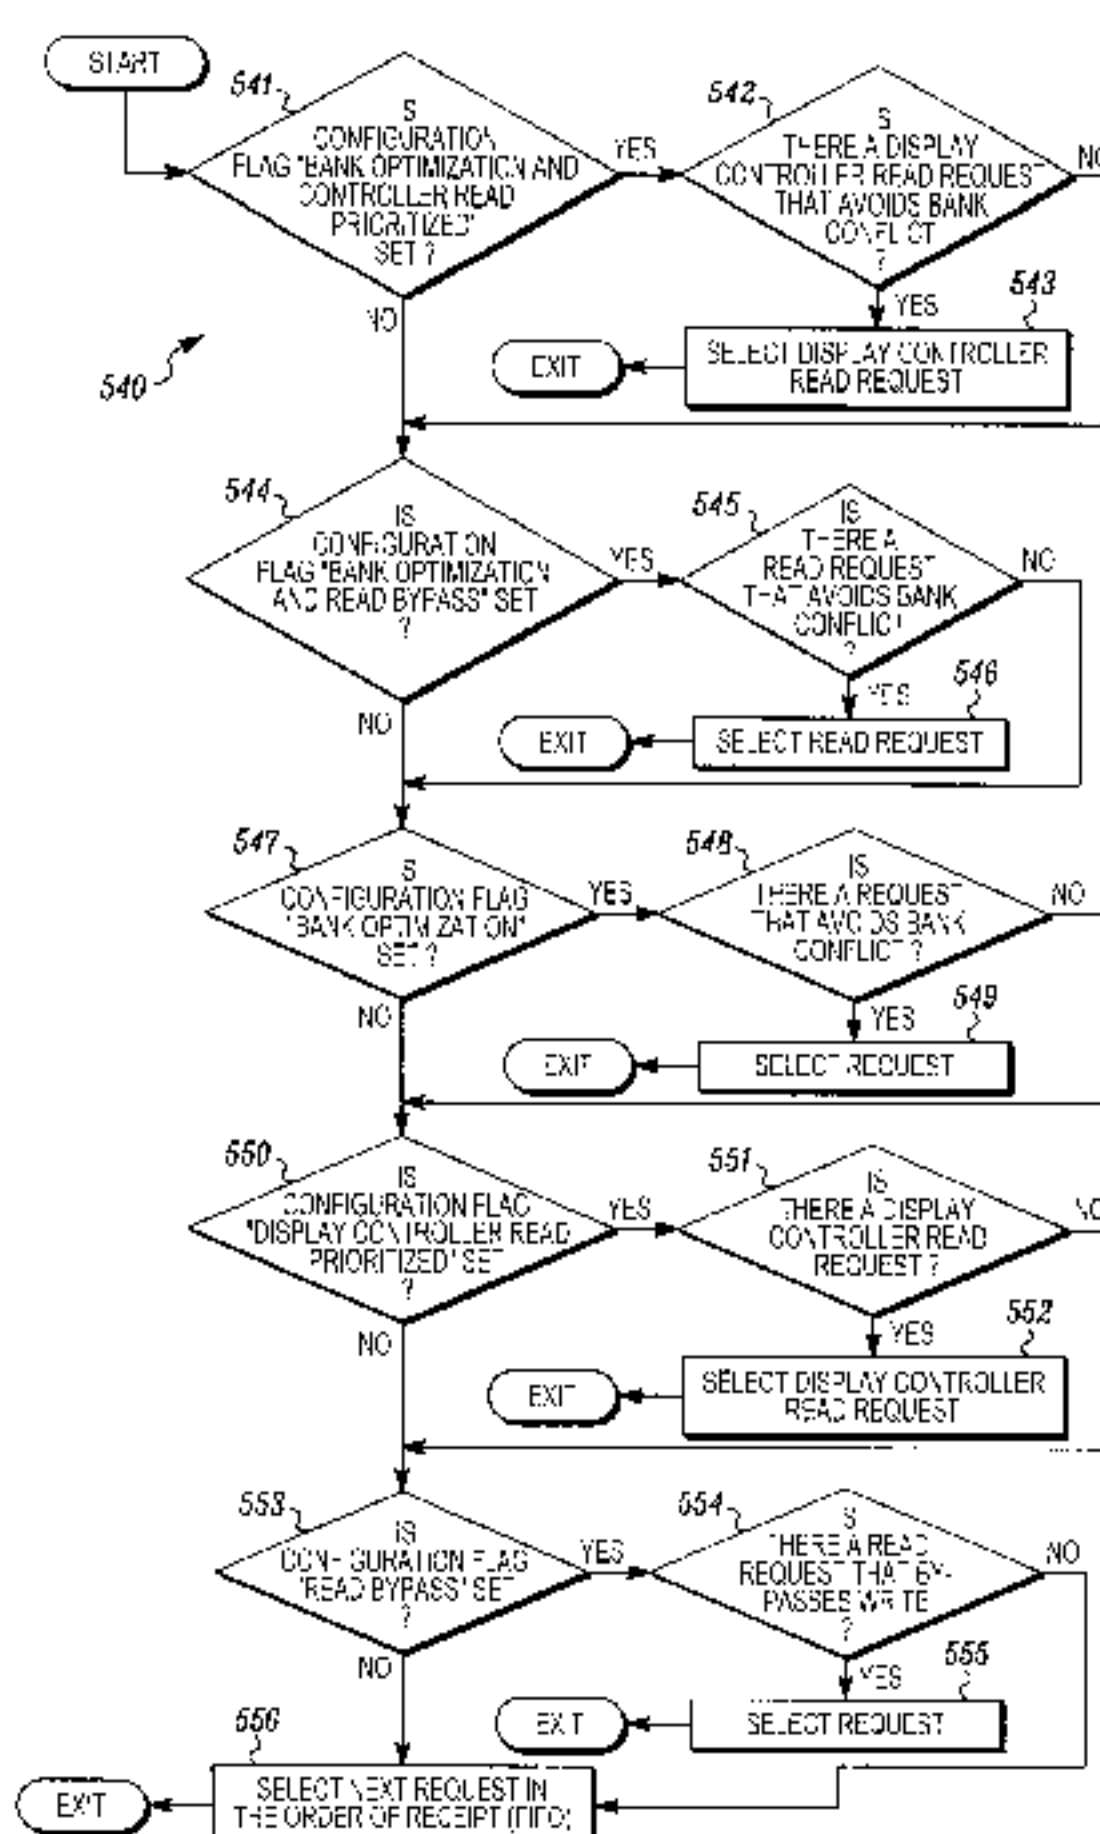 START
541
IS
CONFIGURATION
FLAG "BANK OPTIMIZATION AND
CONTROLLER READ
PRIORITIZED"
SET ?
YES
NO
542
IS
THERE A DISPLAY
CONTROLLER READ REQUEST
THAT AVOIDS BANK
CONFLICT
?
NO
YES
543
SELECT DISPLAY CONTROLLER
READ REQUEST
EXIT
540
544
IS
CONFIGURATION
FLAG "BANK OPTIMIZATION
AND READ BYPASS" SET
?
YES
NO
545
IS
THERE A
READ REQUEST
THAT AVOIDS BANK
CONFLICT
?
NO
YES
546
SELECT READ REQUEST
EXIT
547
IS
CONFIGURATION FLAG
"BANK OPTIMIZATION"
SET ?
YES
NO
548
IS
THERE A REQUEST
THAT AVOIDS BANK
CONFLICT ?
NO
YES
549
SELECT REQUEST
EXIT
550
IS
CONFIGURATION FLAG
"DISPLAY CONTROLLER READ
PRIORITIZED" SET
?
YES
NO
551
IS
THERE A DISPLAY
CONTROLLER READ
REQUEST ?
NO
YES
552
SELECT DISPLAY CONTROLLER
READ REQUEST
EXIT
553
IS
CONFIGURATION FLAG
"READ BYPASS" SET
?
YES
NO
554
IS
THERE A READ
REQUEST THAT BY-
PASSES WRITE
?
NO
YES
555
SELECT REQUEST
EXIT
556
SELECT NEXT REQUEST IN
THE ORDER OF RECEIPT (FIFO)
EXIT